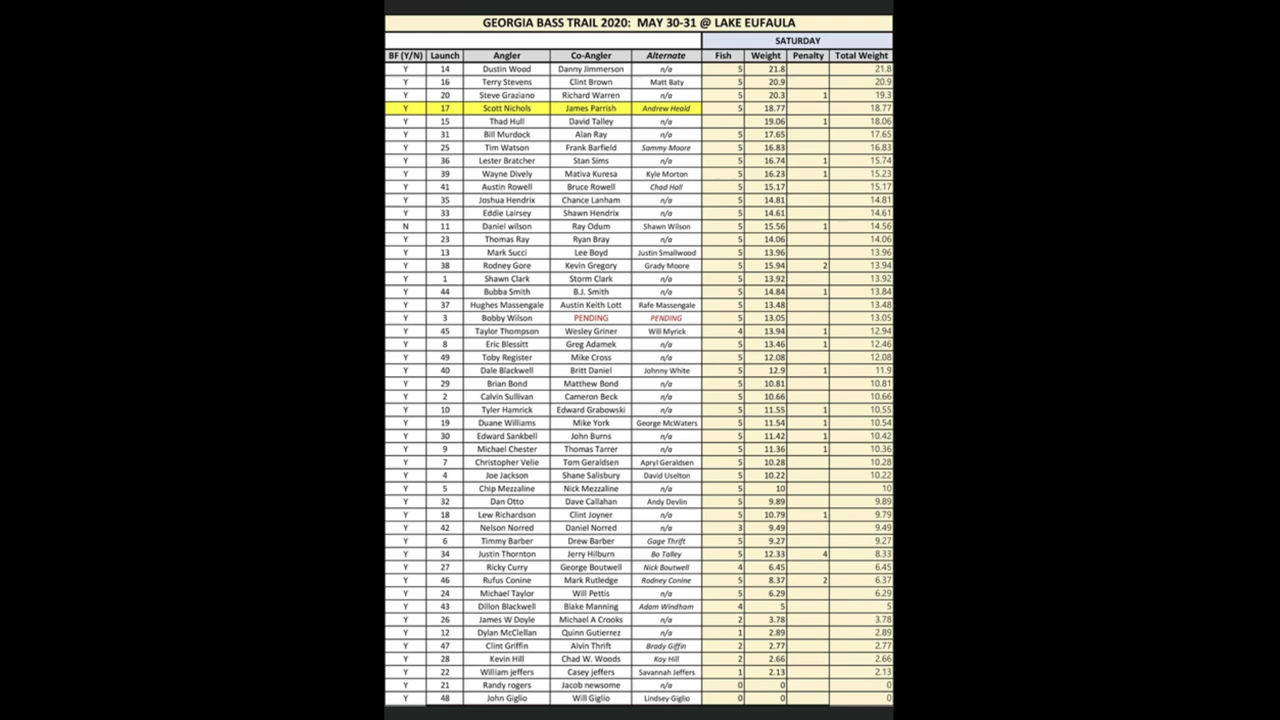 GEORGIA BASS TRAIL 2020: MAY 30-31 @ LAKE EUFAULA
SATURDAY
BF (Y/N) Launch Angler Co-Angler Alternate Fish Weight Penalty Total Weight
Y 14 Dustin Wood Danny Jimmerson n/a 5 21.8 21.8
Y 16 Terry Stevens Clint Brown Matt Baty 5 20.9 20.9
Y 20 Steve Graziano Richard Warren n/a 5 20.3 1 19.3
Y 17 Scott Nichols James Parrish Andrew Heald 5 18.77 18.77
Y 15 Thad Hull David Talley n/a 19.06 1 18.06
Y 31 Bill Murdock Alan Ray n/a 5 17.65 17.65
Y 25 Tim Watson Frank Barfield Sammy Moore 5 16.83 16.83
Y 36 Lester Bratcher Stan Sims n/a 5 16.74 1 15.74
Y 39 Wayne Dively Mativa Kuresa Kyle Morton 5 16.23 1 15.23
Y 41 Austin Rowell Bruce Rowell Chad Hall 5 15.17 15.17
Y 35 Joshua Hendrix Chance Lanham n/a 5 14.81 14.81
Y 33 Eddie Lairsey Shawn Hendrix n/a 5 14.61 14.61
N 11 Daniel wilson Ray Odum Shawn Wilson 5 15.56 1 14.56
Y 23 Thomas Ray Ryan Bray n/a 5 14.06 14.06
Y 13 Mark Succi Lee Boyd Justin Smallwood 5 13.96 13.96
Y 38 Rodney Gore Kevin Gregory Grady Moore 5 15.94 2 13.94
Y 1 Shawn Clark Storm Clark n/a 5 13.92 13.92
Y 44 Bubba Smith B.J. Smith n/a 5 14.84 1 13.84
Y 37 Hughes Massengale Austin Keith Lott Rafe Massengale 5 13.48 13.48
Y 3 Bobby Wilson PENDING PENDING 5 13.05 13.05
Y 45 Taylor Thompson Wesley Griner Will Myrick 4 13.94 1 12.94
Y 8 Eric Blessitt Greg Adamek n/a 5 13.46 1 12.46
Y 49 Toby Register Mike Cross n/a 5 12.08 12.08
Y 40 Dale Blackwell Britt Daniel Johnny White 5 12.9 1 11.9
Y 29 Brian Bond Matthew Bond n/a 5 10.81 10.81
Y 2 Calvin Sullivan Cameron Beck n/a 5 10.66 10.66
Y 10 Tyler Hamrick Edward Grabowski n/a 5 11.55 1 10.55
Y 19 Duane Williams Mike York George McWaters 5 11.54 1 10.54
Y 30 Edward Sankbell John Burns n/a 5 11.42 1 10.42
Y 9 Michael Chester Thomas Tarrer n/a 5 11.36 1 10.36
Y 7 Christopher Velie Tom Geraldsen Apryl Geraldsen 5 10.28 10.28
Y 4 Joe Jackson Shane Salisbury David Uselton 5 10.22 10.22
Y 5 Chip Mezzaline Nick Mezzaline n/a 5 10 10
Y 32 Dan Otto Dave Callahan Andy Devlin 5 9.89 9.89
Y 18 Lew Richardson Clint Joyner n/a 5 10.79 1 9.79
Y 42 Nelson Norred Daniel Norred n/a 3 9.49 9.49
Y 6 Timmy Barber Drew Barber Gage Thrift 5 9.27 9.27
Y 34 Justin Thornton Jerry Hilburn Bo Talley 5 12.33 4 8.33
Y 27 Ricky Curry George Boutwell Nick Boutwell 4 6.45 6.45
Y 46 Rufus Conine Mark Rutledge Rodney Conine 5 8.37 2 6.37
Y 24 Michael Taylor Will Pettis n/a 5 6.29 6.29
Y 43 Dillon Blackwell Blake Manning Adam Windham 4 5 5
Y 26 James W Doyle Michael A Crooks n/a 2 3.78 3.78
Y 12 Dylan McClellan Quinn Gutierrez n/a 1 2.89 2.89
Y 47 Clint Griffin Alvin Thrift Brady Giffin 2 2.77 2.77
Y 28 Kevin Hill Chad W. Woods Kay Hill 2 2.66 2.66
Y 22 William jeffers Casey jeffers Savannah Jeffers 1 2.13 2.13
Y 21 Randy rogers Jacob newsome n/a 0 0 0
Y 48 John Giglio Will Giglio Lindsey Giglio 0 0 0